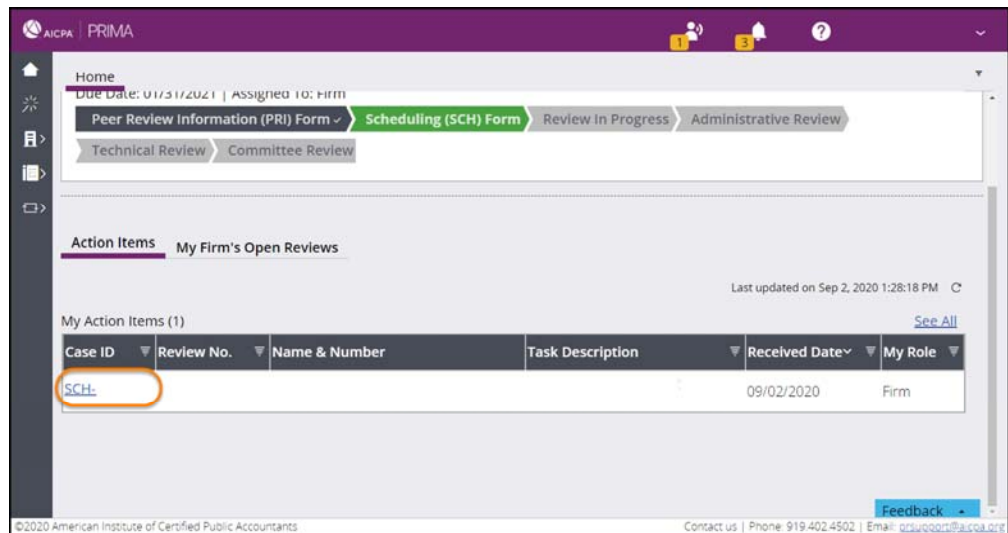 AICPA | PRIMA
1 3 ?
Home
Due Date: 01/31/2021 | Assigned To: Firm
Peer Review Information (PRI) Form Scheduling (SCH) Form Review In Progress Administrative Review
Technical Review Committee Review
Action Items My Firm's Open Reviews
Last updated on Sep 2, 2020 1:28:18 PM
My Action Items (1) See All
Case ID Review No. Name & Number Task Description Received Date My Role
SCH- 09/02/2020 Firm
Feedback
©2020 American Institute of Certified Public Accountants Contact us | Phone: 919.402.4502 | Email: prsupport@aicpa.org